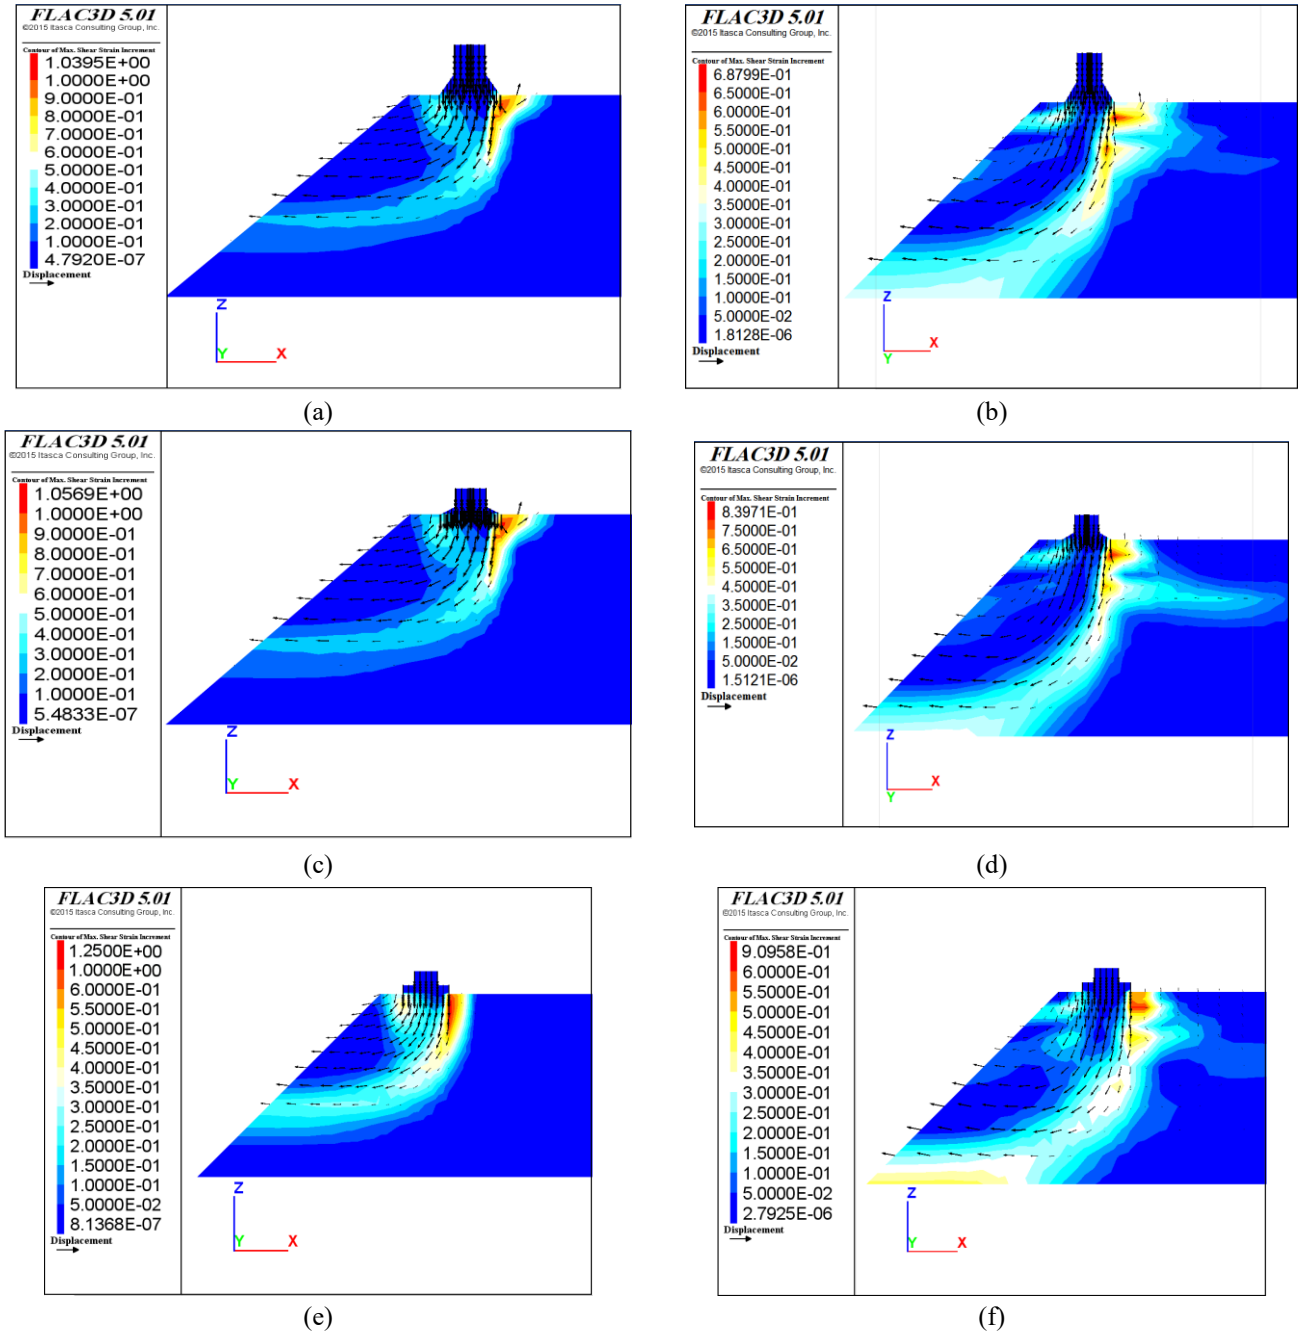 FLAC3D 5.01
©2015 Itasca Consulting Group, Inc.
Contour of Max. Shear Strain Increment
1.0395E+00
1.0000E+00
9.0000E-01
8.0000E-01
7.0000E-01
6.0000E-01
5.0000E-01
4.0000E-01
3.0000E-01
2.0000E-01
1.0000E-01
4.7920E-07
Displacement
Z
Y
X
(a)
FLAC3D 5.01
©2015 Itasca Consulting Group, Inc.
Contour of Max. Shear Strain Increment
6.8799E-01
6.5000E-01
6.0000E-01
5.5000E-01
5.0000E-01
4.5000E-01
4.0000E-01
3.5000E-01
3.0000E-01
2.5000E-01
2.0000E-01
1.5000E-01
1.0000E-01
5.0000E-02
1.8128E-06
Displacement
Z
X
Y
(b)
FLAC3D 5.01
©2015 Itasca Consulting Group, Inc.
Contour of Max. Shear Strain Increment
1.0569E+00
1.0000E+00
9.0000E-01
8.0000E-01
7.0000E-01
6.0000E-01
5.0000E-01
4.0000E-01
3.0000E-01
2.0000E-01
1.0000E-01
5.4833E-07
Displacement
Z
Y
X
(c)
FLAC3D 5.01
©2015 Itasca Consulting Group, Inc.
Contour of Max. Shear Strain Increment
8.3971E-01
7.5000E-01
6.5000E-01
5.5000E-01
4.5000E-01
3.5000E-01
2.5000E-01
1.5000E-01
5.0000E-02
1.5121E-06
Displacement
Z
X
Y
(d)
FLAC3D 5.01
©2015 Itasca Consulting Group, Inc.
Contour of Max. Shear Strain Increment
1.2500E+00
1.0000E+00
6.0000E-01
5.5000E-01
5.0000E-01
4.5000E-01
4.0000E-01
3.5000E-01
3.0000E-01
2.5000E-01
2.0000E-01
1.5000E-01
1.0000E-01
5.0000E-02
8.1368E-07
Displacement
Z
Y
X
(e)
FLAC3D 5.01
©2015 Itasca Consulting Group, Inc.
Contour of Max. Shear Strain Increment
9.0958E-01
6.0000E-01
5.5000E-01
5.0000E-01
4.5000E-01
4.0000E-01
3.5000E-01
3.0000E-01
2.5000E-01
2.0000E-01
1.5000E-01
1.0000E-01
5.0000E-02
2.7925E-06
Displacement
Z
Y
X
(f)